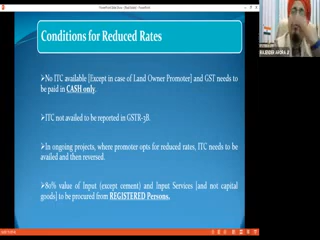 Conditions for Reduced Rates
➢No ITC available [Except in case of Land Owner Promoter] and GST needs to
be paid in CASH only.
➢ITC not availed to be reported in GSTR-3B.
➢In ongoing projects, where promoter opts for reduced rates, ITC needs to be
availed and then reversed.
➢80% value of Input {except cement} and Input Services [and not capital
goods] to be procured from REGISTERED Persons.